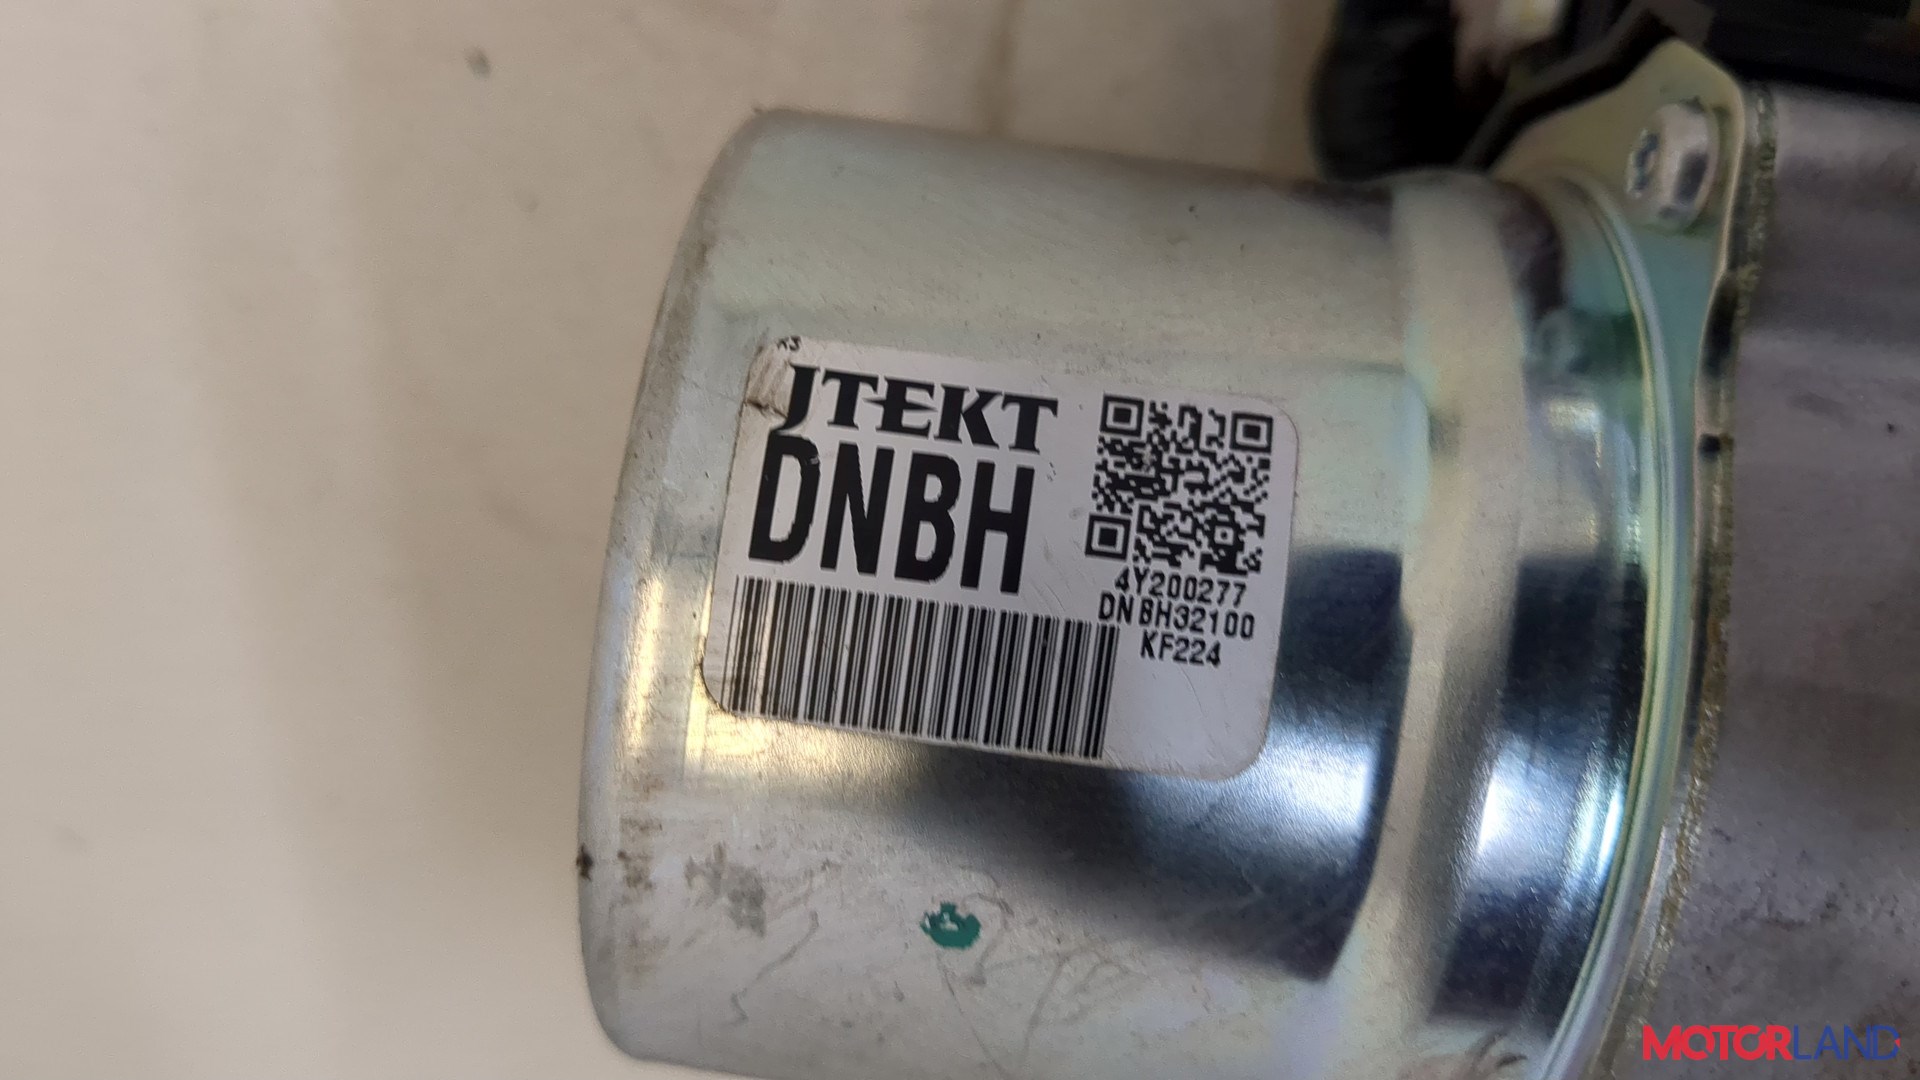 JTEKT
DNBH
4Y200277
DNBH32100
KF224
MOTORLAND